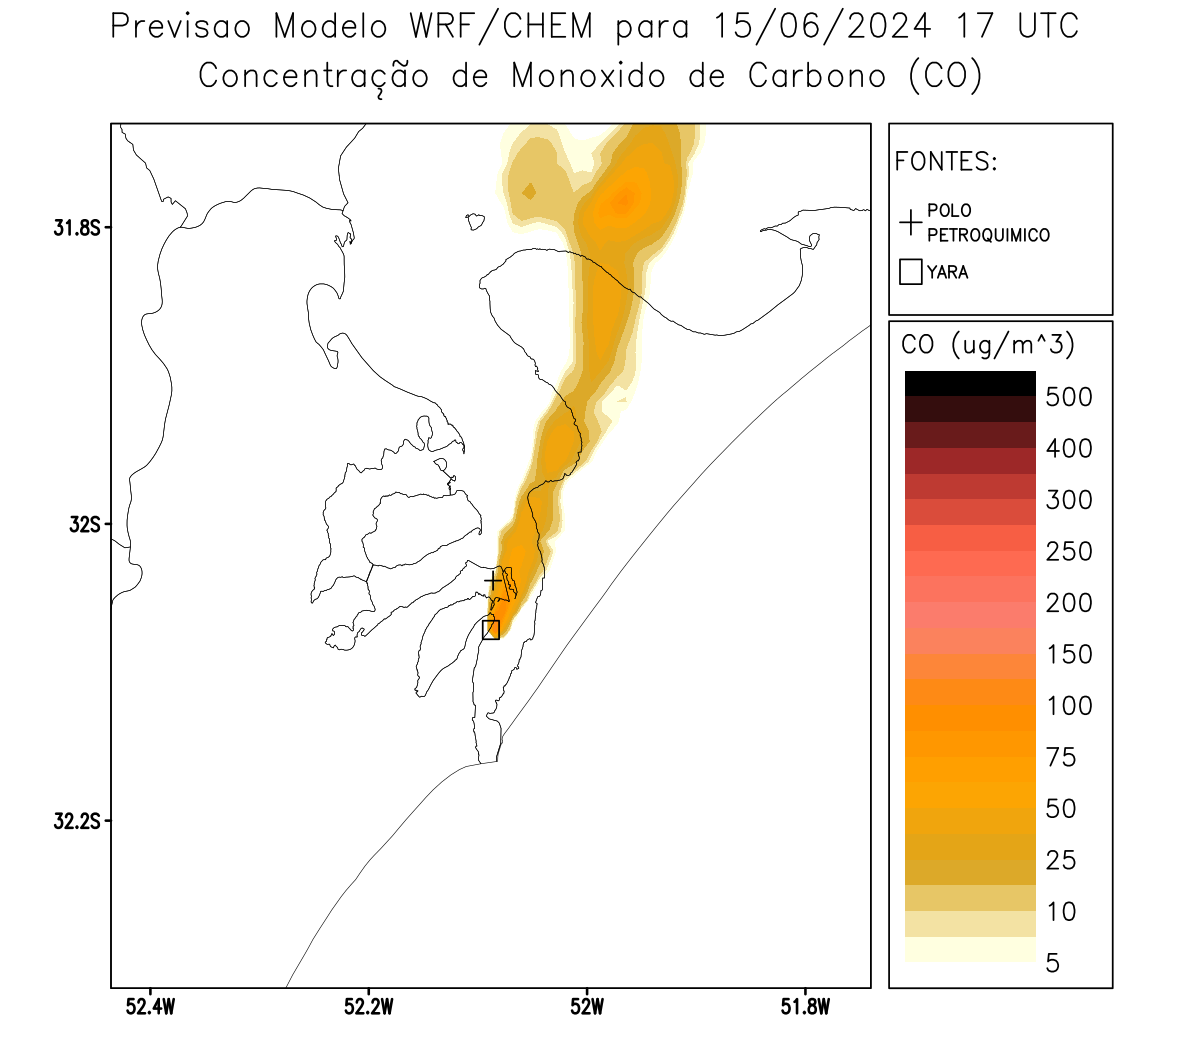 Previsao Modelo WRF/CHEM para 15/06/2024 17 UTC
Concentração de Monoxido de Carbono (CO)
FONTES:
POLO
PETROQUIMICO
YARA
CO (ug/m^3)
500
400
300
250
200
150
100
75
50
25
10
5
31.8S
32S
32.2S
52.4W
52.2W
52W
51.8W